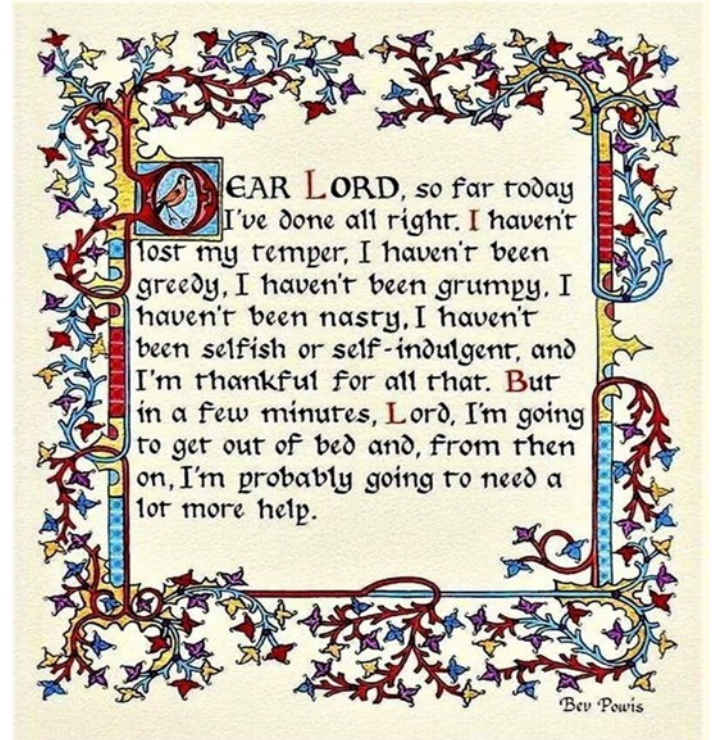 DEAR LORD, so far today
I've done all right. I haven't
lost my temper, I haven't been
greedy, I haven't been grumpy, I
haven't been nasty, I haven't
been selfish or self-indulgent, and
I'm thankful for all that. But
in a few minutes, Lord, I'm going
to get out of bed and, from then
on, I'm probably going to need a
lot more help.
Bev Powis